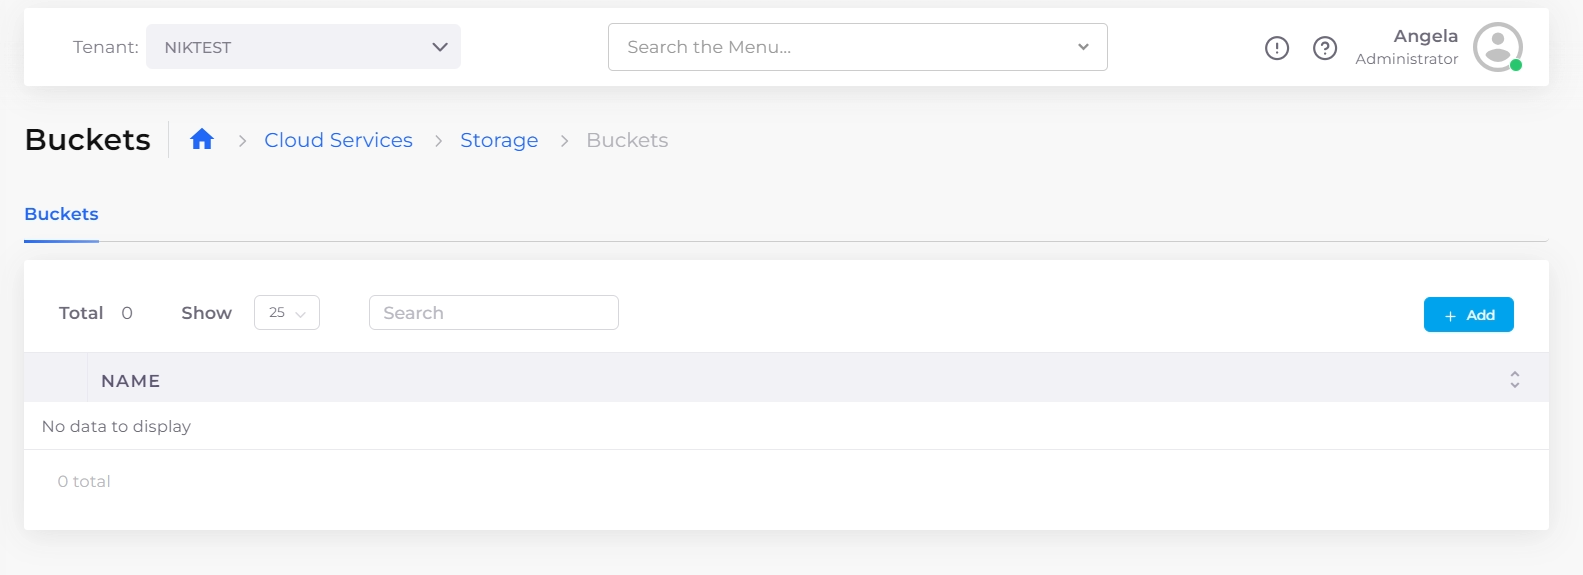 Tenant: NIKTEST Search the Menu... Angela
Administrator
Buckets Cloud Services Storage Buckets
Buckets
Total 0 Show 25 Search + Add
NAME
No data to display
0 total